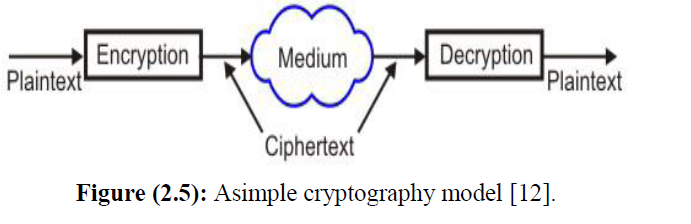 Encryption
Medium
Decryption
Plaintext
Plaintext
Ciphertext
Figure (2.5): Asimple cryptography model [12].